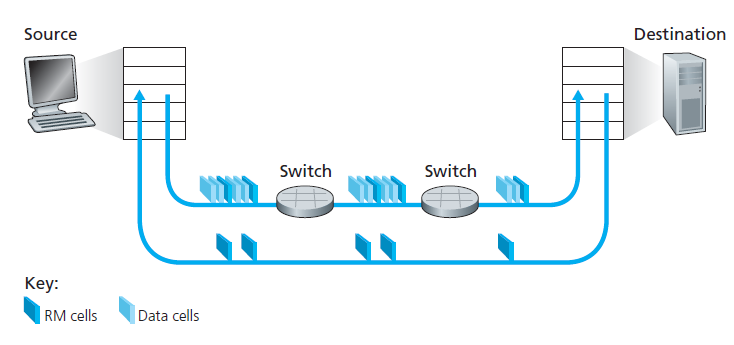 Source
Destination
Switch
Switch
Key:
RM cells
Data cells